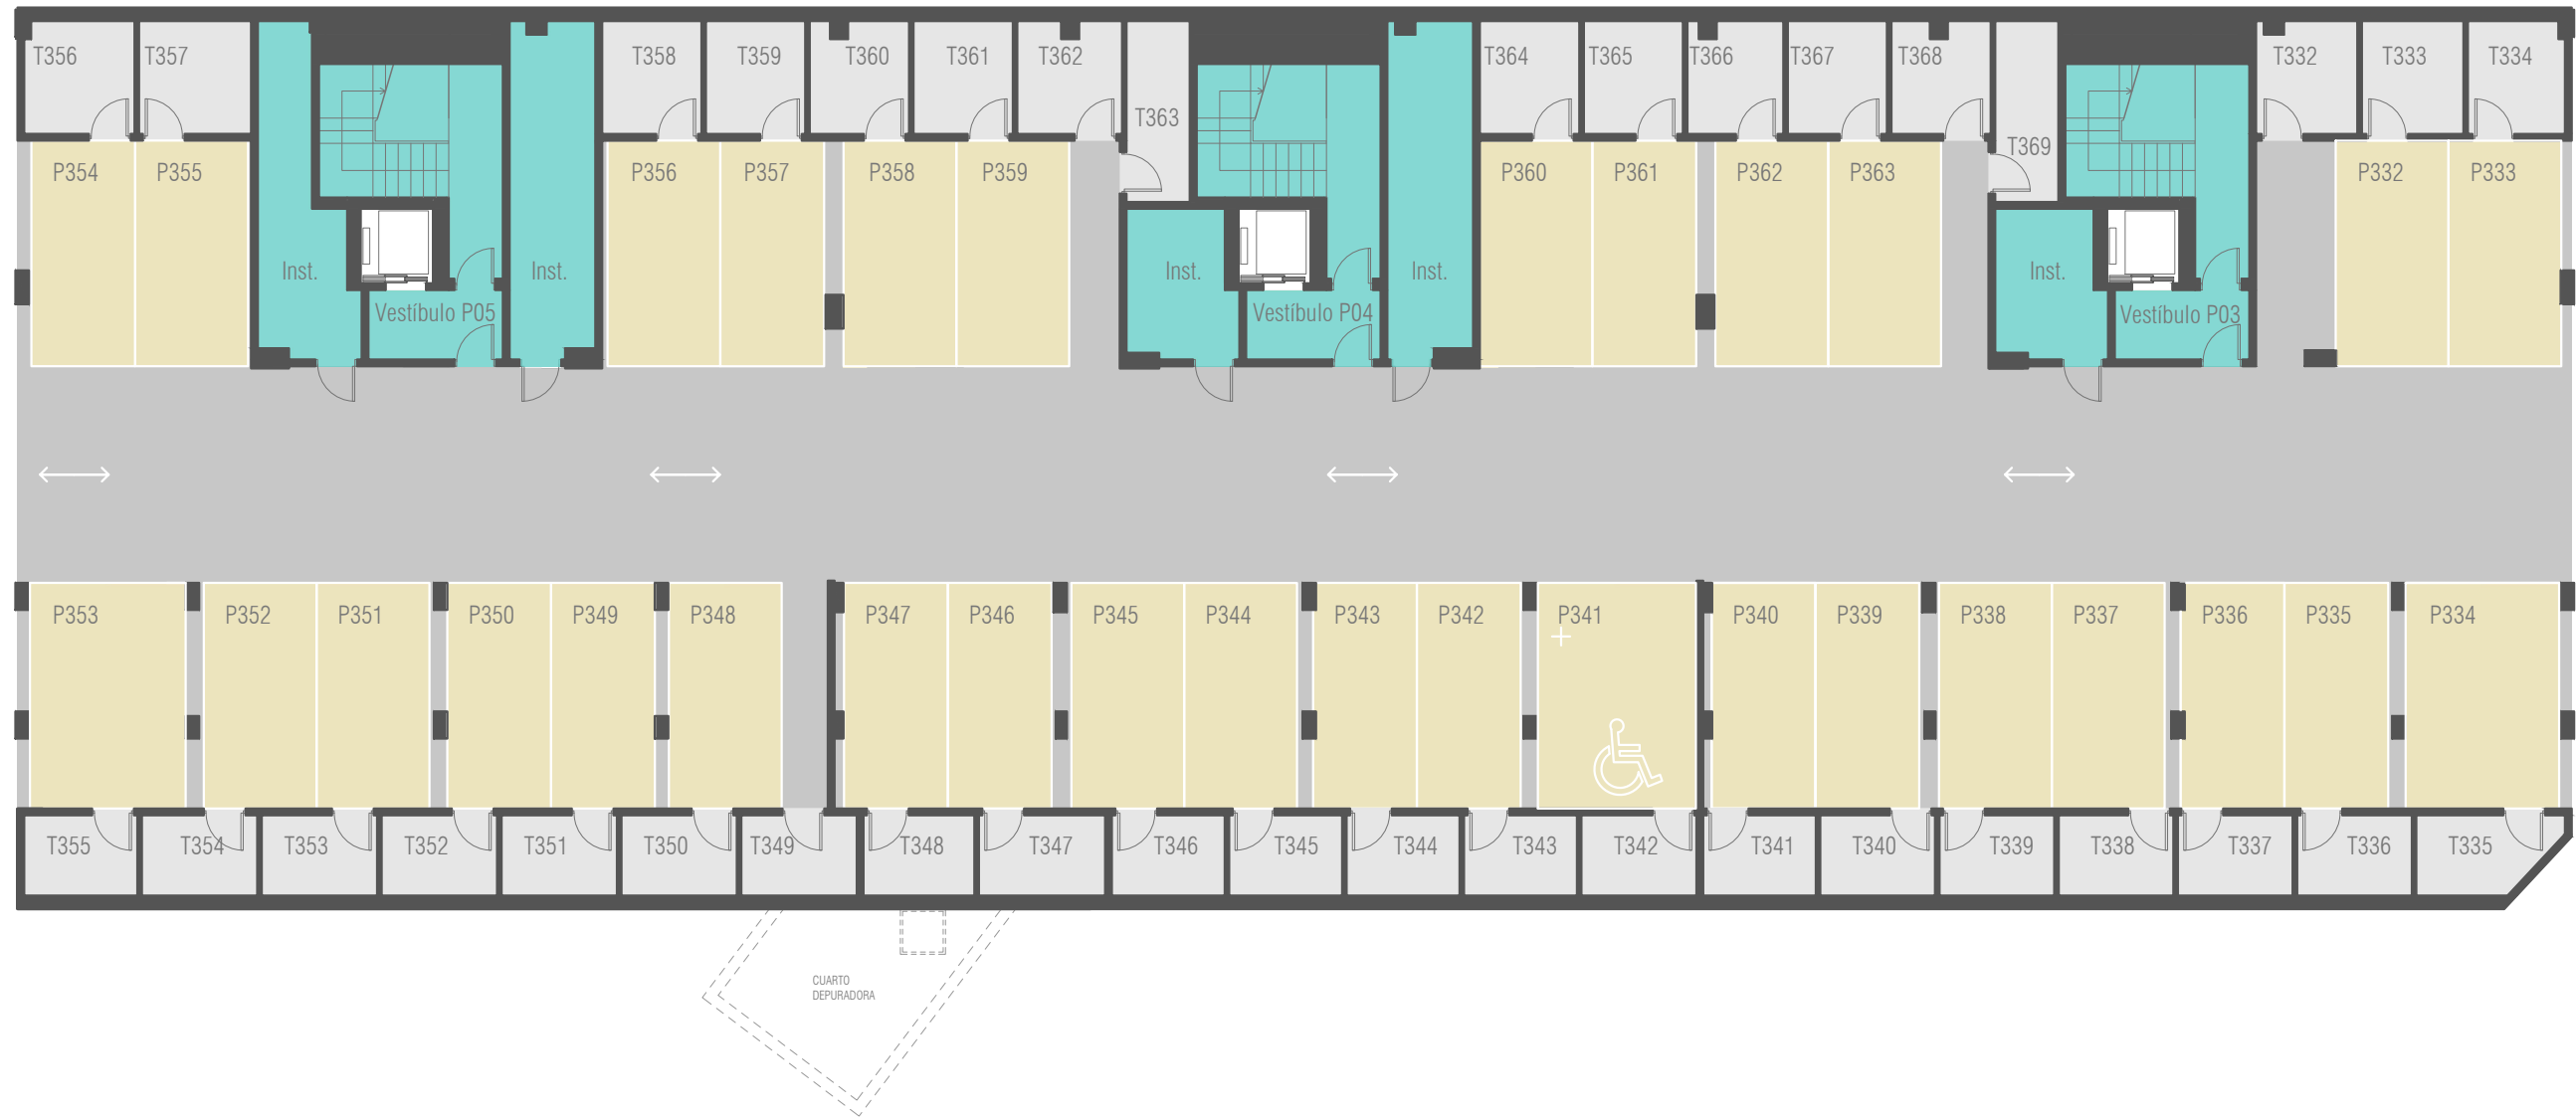 T356 T357 T358 T359 T360 T361 T362 T364 T365 T366 T367 T368 T332 T333 T334
T363
T369
P354 P355 P356 P357 P358 P359 P360 P361 P362 P363 P332 P333
Inst. Inst. Inst. Inst. Inst.
Vestíbulo P05 Vestíbulo P04 Vestíbulo P03
P353 P352 P351 P350 P349 P348 P347 P346 P345 P344 P343 P342 P341 P340 P339 P338 P337 P336 P335 P334
T355 T354 T353 T352 T351 T350 T349 T348 T347 T346 T345 T344 T343 T342 T341 T340 T339 T338 T337 T336 T335
CUARTO
DEPURADORA